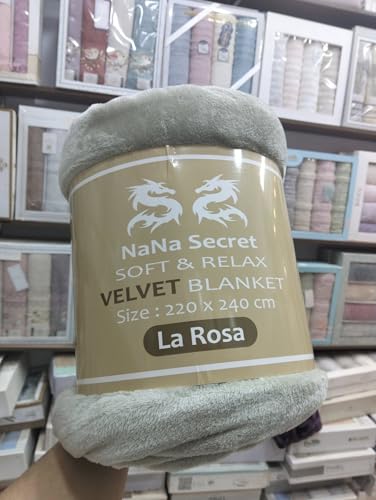 NaNa Secret
SOFT & RELAX
VELVET BLANKET
Size : 220 x 240 cm
La Rosa